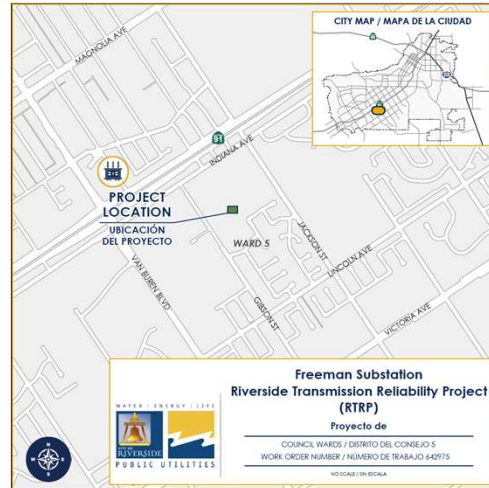 CITY MAP / MAPA DE LA CIUDAD
MAGNOLIA AVE
91
INDIANA AVE
PROJECT
LOCATION
UBICACIÓN
DEL PROYECTO
WARD 5
JACKSON ST
VAN BUREN BLVD
LINCOLN AVE
GIBSON ST
VICTORIA AVE
Freeman Substation
Riverside Transmission Reliability Project
(RTRP)
Proyecto de
COUNCIL WARDS / DISTRITO DEL CONSEJO 5
WORK ORDER NUMBER / NÚMERO DE TRABAJO 642975
NO SCALE / SIN ESCALA
WATER | ENERGY | LIFE
CITY OF
RIVERSIDE
PUBLIC UTILITIES
N
W
E
S